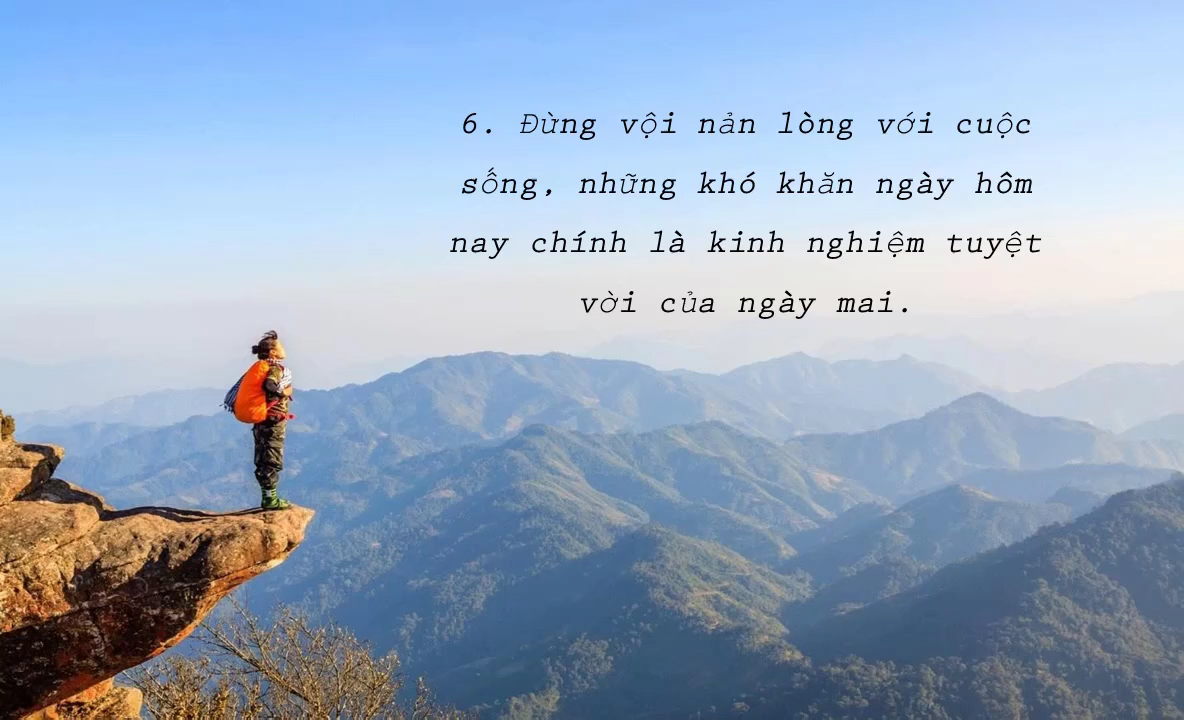 6. Đừng vội nản lòng với cuộc
sống, những khó khăn ngày hôm
nay chính là kinh nghiệm tuyệt
vời của ngày mai.